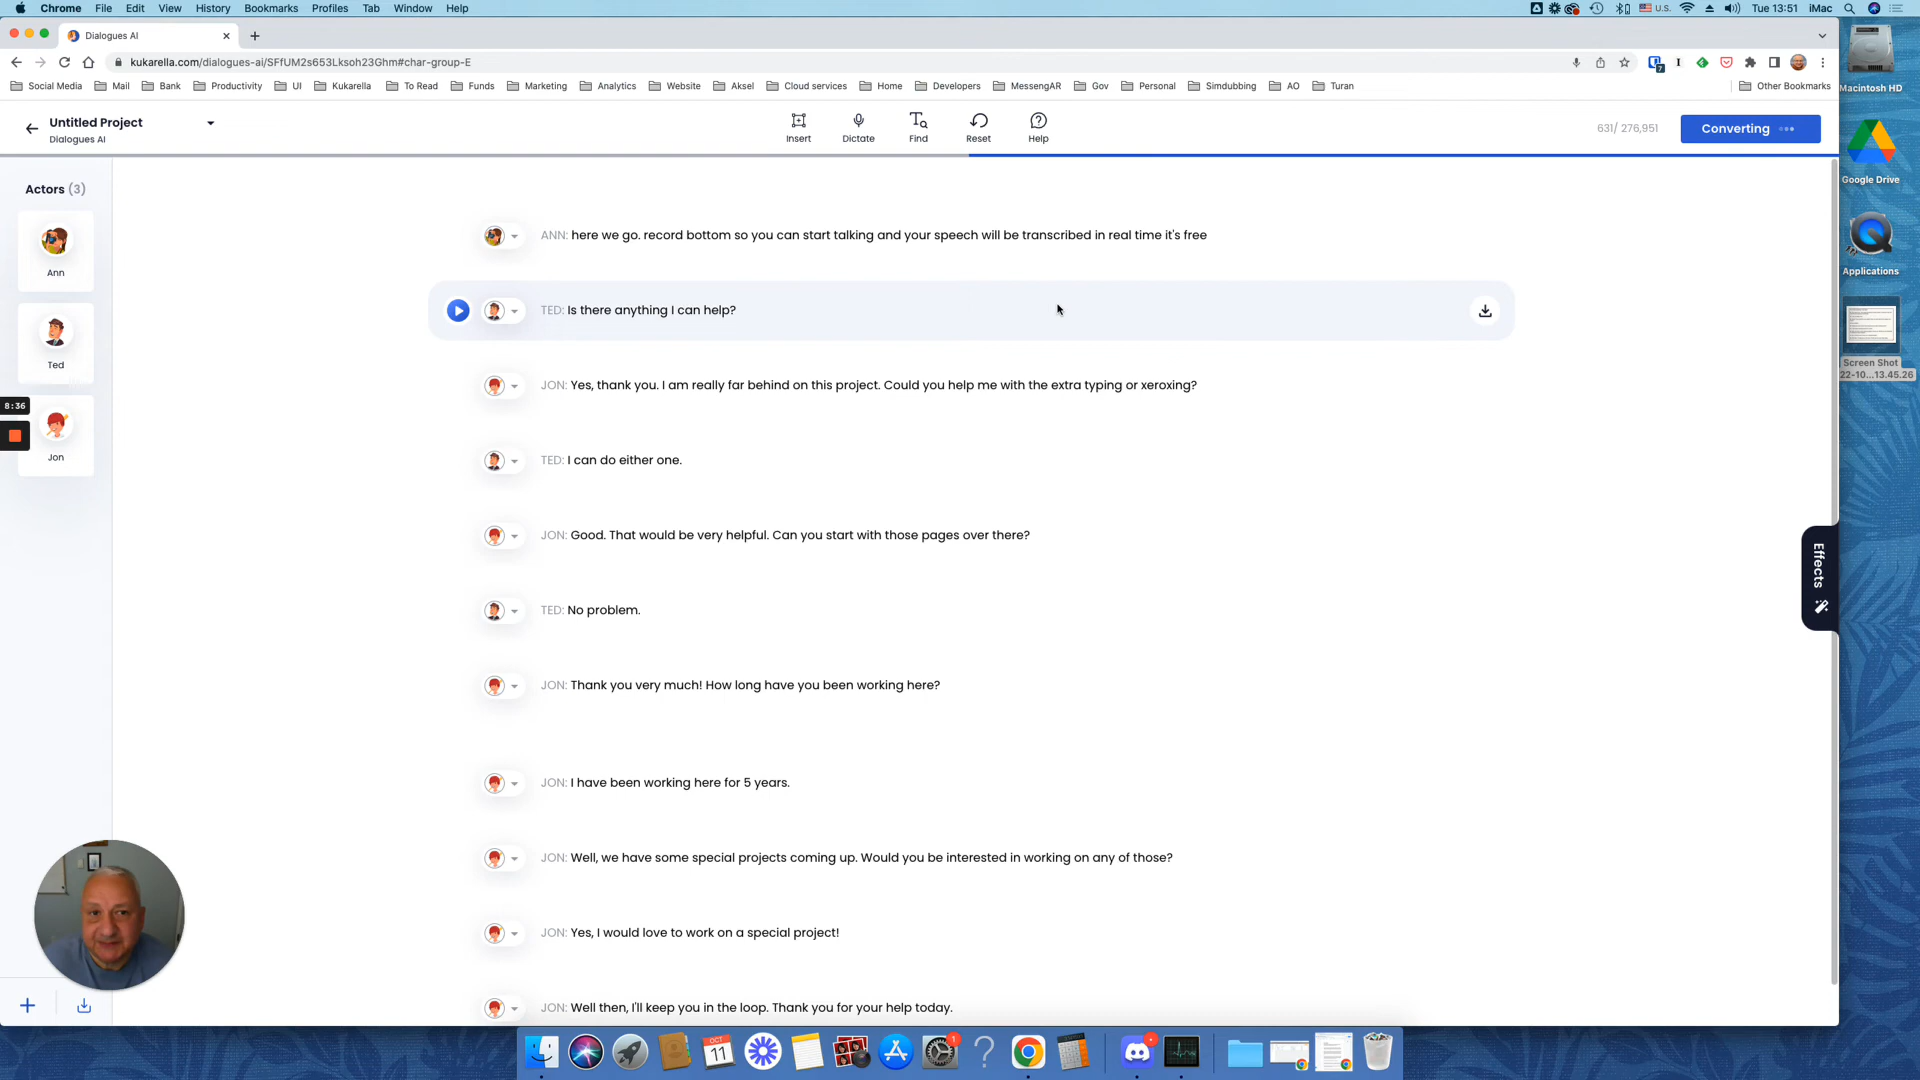 Chrome File Edit View History Bookmarks Profiles Tab Window Help U.S. Tue 13:51 iMac
Dialogues AI
kukarella.com/dialogues-ai/SFfUM2s653Lksoh23Ghm#char-group-E
Social Media Mail Bank Productivity UI Kukarella To Read Funds Marketing Analytics Website Aksel Cloud services Home Developers MessengAR Gov Personal Simdubbing AO Turan Other Bookmarks
Macintosh HD
Untitled Project
Dialogues AI
Insert Dictate Find Reset Help
631/ 276,951
Converting
Google Drive
Applications
Screen Shot
22-10...13.45.26
Actors (3)
Ann
Ted
Jon
8:36
ANN: here we go. record bottom so you can start talking and your speech will be transcribed in real time it's free
TED: Is there anything I can help?
JON: Yes, thank you. I am really far behind on this project. Could you help me with the extra typing or xeroxing?
TED: I can do either one.
JON: Good. That would be very helpful. Can you start with those pages over there?
TED: No problem.
JON: Thank you very much! How long have you been working here?
JON: I have been working here for 5 years.
JON: Well, we have some special projects coming up. Would you be interested in working on any of those?
JON: Yes, I would love to work on a special project!
JON: Well then, I'll keep you in the loop. Thank you for your help today.
Effects
OCT
11
1